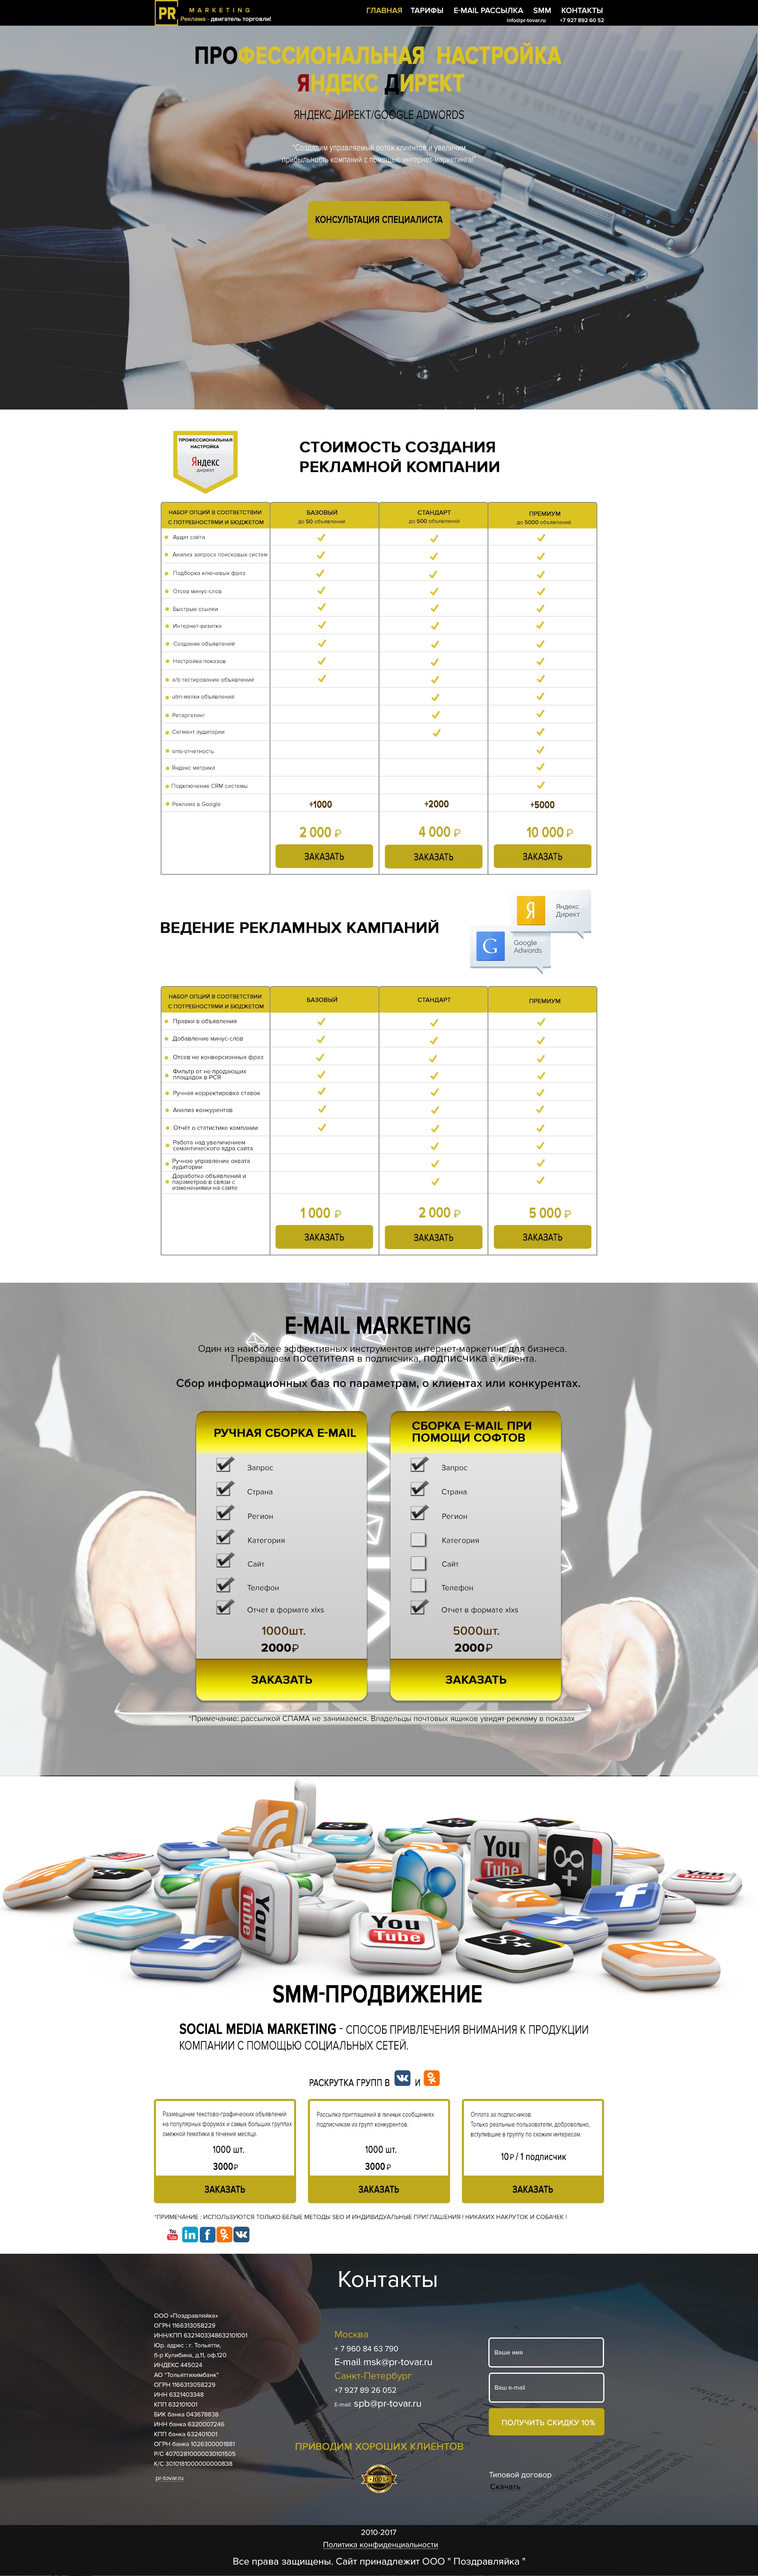 PR MARKETING
Реклама - двигатель торговли!
ГЛАВНАЯ ТАРИФЫ E-MAIL РАССЫЛКА SMM КОНТАКТЫ
info@pr-tovar.ru +7 927 892 60 52
ПРОФЕССИОНАЛЬНАЯ НАСТРОЙКА
ЯНДЕКС ДИРЕКТ
ЯНДЕКС ДИРЕКТ/GOOGLE ADWORDS
"Создадим управляемый поток клиентов и увеличим
прибыльность компаний с помощью интернет-маркетинга!"
КОНСУЛЬТАЦИЯ СПЕЦИАЛИСТА
ПРОФЕССИОНАЛЬНАЯ
НАСТРОЙКА
Яндекс
директ
СТОИМОСТЬ СОЗДАНИЯ
РЕКЛАМНОЙ КОМПАНИИ
НАБОР ОПЦИЙ В СООТВЕТСТВИИ
С ПОТРЕБНОСТЯМИ И БЮДЖЕТОМ
БАЗОВЫЙ
до 50 объявлений
СТАНДАРТ
до 500 объявлений
ПРЕМИУМ
до 5000 объявлений
Аудит сайта
Анализ запроса поисковых систем
Подборка ключевых фраз
Отсев минус-слов
Быстрые ссылки
Интернет-визитка
Создание объявлений
Настройка показов
a/b тестирование объявлений
utm-метки объявлений
Ретаргетинг
Сегмент аудитории
sms-отчетность
Яндекс метрика
Подключение CRM системы
Реклама в Google +1000 +2000 +5000
2 000 ₽ 4 000 ₽ 10 000 ₽
ЗАКАЗАТЬ ЗАКАЗАТЬ ЗАКАЗАТЬ
ВЕДЕНИЕ РЕКЛАМНЫХ КАМПАНИЙ
Я Яндекс
Директ
G Google
Adwords
НАБОР ОПЦИЙ В СООТВЕТСТВИИ
С ПОТРЕБНОСТЯМИ И БЮДЖЕТОМ
БАЗОВЫЙ СТАНДАРТ ПРЕМИУМ
Правки в объявления
Добавление минус-слов
Отсев не конверсионных фраз
Фильтр от не продающих
площадок в РСЯ
Ручная корректировка ставок
Анализ конкурентов
Отчёт о статистике компании
Работа над увеличением
семантического ядра сайта
Ручное управление охвата
аудитории
Доработка объявлений и
параметров в связи с
изменениями на сайте
1 000 ₽ 2 000 ₽ 5 000 ₽
ЗАКАЗАТЬ ЗАКАЗАТЬ ЗАКАЗАТЬ
E-MAIL MARKETING
Один из наиболее эффективных инструментов интернет-маркетинг для бизнеса.
Превращаем посетителя в подписчика, подписчика в клиента.
Сбор информационных баз по параметрам, о клиентах или конкурентах.
РУЧНАЯ СБОРКА E-MAIL
Запрос
Страна
Регион
Категория
Сайт
Телефон
Отчет в формате xlxs
1000шт.
2000₽
ЗАКАЗАТЬ
СБОРКА E-MAIL ПРИ
ПОМОЩИ СОФТОВ
Запрос
Страна
Регион
Категория
Сайт
Телефон
Отчет в формате xlxs
5000шт.
2000₽
ЗАКАЗАТЬ
*Примечание: рассылкой СПАМА не занимаемся. Владельцы почтовых ящиков увидят рекламу в показах
You Tube
You Tube
You Tube
You Tube
You Tube
SMM-ПРОДВИЖЕНИЕ
SOCIAL MEDIA MARKETING - СПОСОБ ПРИВЛЕЧЕНИЯ ВНИМАНИЯ К ПРОДУКЦИИ
КОМПАНИИ С ПОМОЩЬЮ СОЦИАЛЬНЫХ СЕТЕЙ.
РАСКРУТКА ГРУПП В И
Размещение текстово-графических объявлений
на популярных форумах и самых больших группах
смежной тематики в течение месяца.
1000 шт.
3000₽
ЗАКАЗАТЬ
Рассылка приглашений в личных сообщениях
подписчикам из групп конкурентов.
1000 шт.
3000₽
ЗАКАЗАТЬ
Оплата за подписчиков.
Только реальные пользователи, добровольно,
вступившие в группу по схожим интересам.
10₽ / 1 подписчик
ЗАКАЗАТЬ
*ПРИМЕЧАНИЕ : ИСПОЛЬЗУЮТСЯ ТОЛЬКО БЕЛЫЕ МЕТОДЫ SEO И ИНДИВИДУАЛЬНЫЕ ПРИГЛАШЕНИЯ ! НИКАКИХ НАКРУТОК И СОБАЧЕК !
You Tube in f
Контакты
ООО «Поздравляйка»
ОГРН 1166313058229
ИНН/КПП 6321403348632101001
Юр. адрес : г. Тольятти,
б-р Кулибина, д.11, оф.120
ИНДЕКС 445024
АО "Тольяттихимбанк"
ОГРН 1166313058229
ИНН 6321403348
КПП 632101001
БИК банка 043678838
ИНН банка 6320007246
КПП банка 632401001
ОГРН банка 1026300001881
Р/С 40702810000030101505
К/С 3010181000000000838
pr-tovar.ru
Москва
+ 7 960 84 63 790
E-mail: msk@pr-tovar.ru
Санкт-Петербург
+7 927 89 26 052
E-mail: spb@pr-tovar.ru
ПРИВОДИМ ХОРОШИХ КЛИЕНТОВ
100%
Ваше имя
Ваш e-mail
ПОЛУЧИТЬ СКИДКУ 10%
Типовой договор
Скачать
2010-2017
Политика конфиденциальности
Все права защищены. Сайт принадлежит ООО " Поздравляйка "